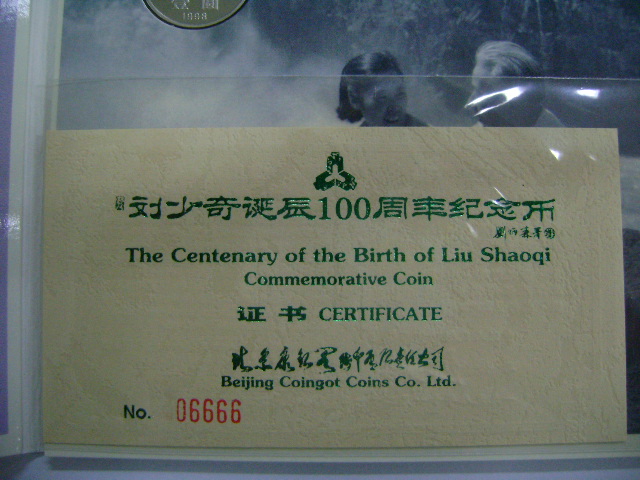 1998
刘少奇诞辰100周年纪念币
The Centenary of the Birth of Liu Shaoqi
Commemorative Coin
证书 CERTIFICATE
Beijing Coingot Coins Co. Ltd.
No. 06666